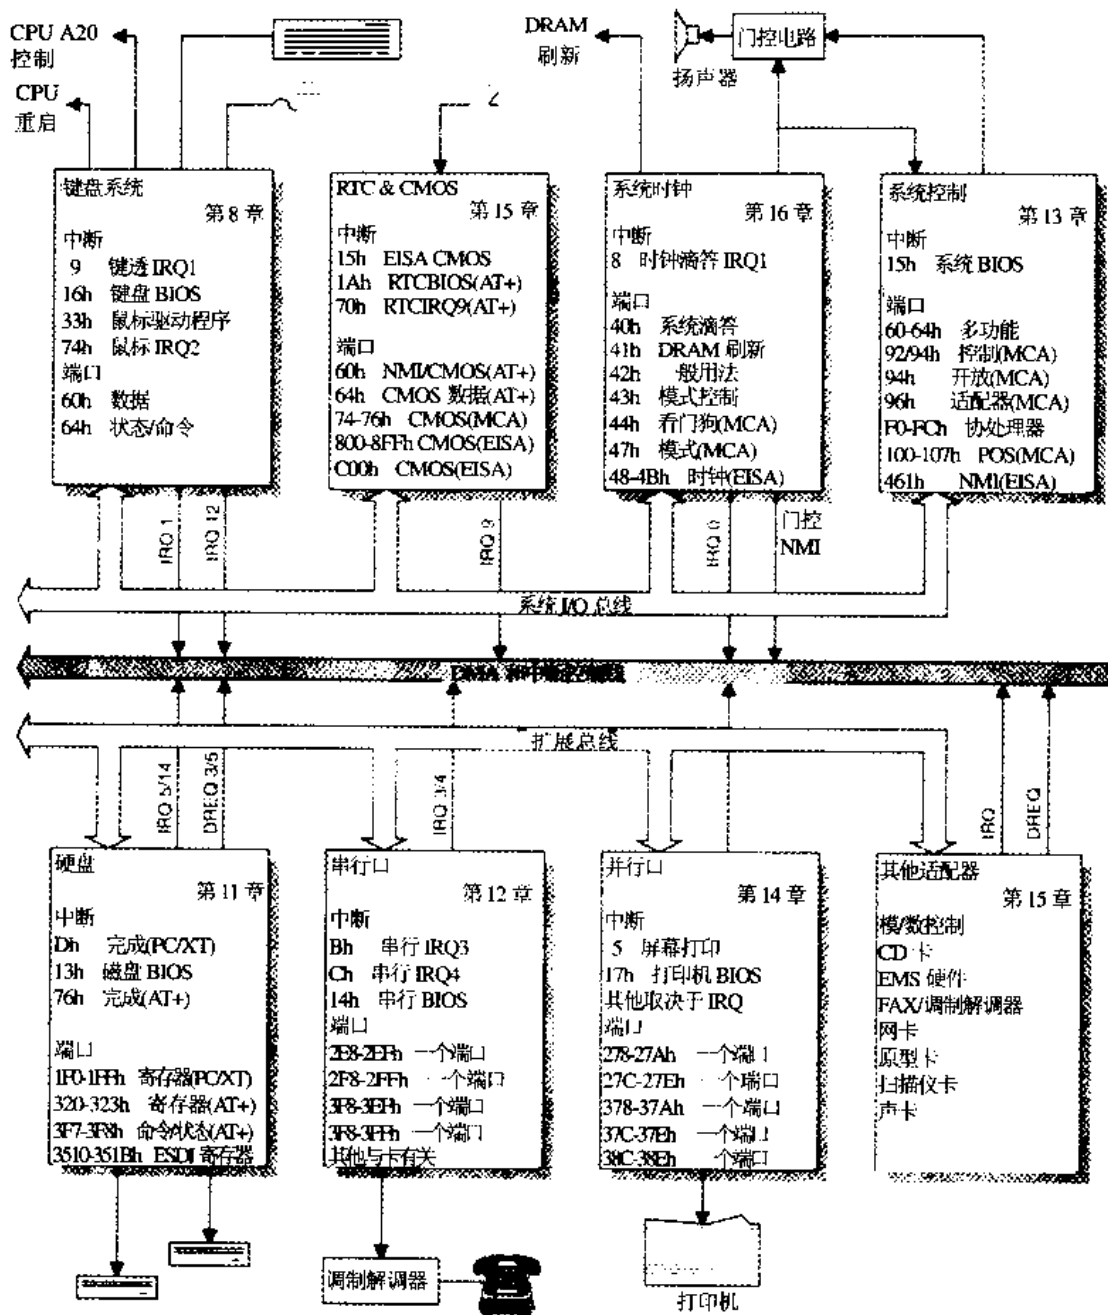 CPU A20
控制
CPU
重启
DRAM
刷新
扬声器
门控电路
键盘系统
第 8 章
中断
9 键透 IRQ1
16h 键盘 BIOS
33h 鼠标驱动程序
74h 鼠标 IRQ2
端口
60h 数据
64h 状态/命令
RTC & CMOS
第 15 章
中断
15h EISA CMOS
1Ah RTCBIOS(AT+)
70h RTCIRQ9(AT+)
端口
60h NMI/CMOS(AT+)
64h CMOS 数据(AT+)
74-76h CMOS(MCA)
800-8FFh CMOS(EISA)
C00h CMOS(EISA)
系统时钟
第 16 章
中断
8 时钟滴答 IRQ1
端口
40h 系统滴答
41h DRAM 刷新
42h 一般用法
43h 模式控制
44h 看门狗(MCA)
47h 模式(MCA)
48-4Bh 时钟(EISA)
系统控制
第 13 章
中断
15h 系统 BIOS
端口
60-64h 多功能
92/94h 控制(MCA)
94h 开放(MCA)
96h 适配器(MCA)
F0-FCh 协处理器
100-107h POS(MCA)
461h NMI(EISA)
IRQ 1
IRQ 12
IRQ 9
IRQ 0
门控
NMI
系统 I/O 总线
DMA 和中断控制线
扩展总线
IRQ 5/14
DREQ 3/5
IRQ 3/4
IRQ
DREQ
硬盘
第 11 章
中断
Dh 完成(PC/XT)
13h 磁盘 BIOS
76h 完成(AT+)
端口
1F0-1FFh 寄存器(PC/XT)
320-323h 寄存器(AT+)
3F7-3F8h 命令/状态(AT+)
3510-351Bh ESDI 寄存器
串行口
第 12 章
中断
Bh 串行 IRQ3
Ch 串行 IRQ4
14h 串行 BIOS
端口
2E8-2EFh 一个端口
2F8-2FFh 一个端口
3F8-3EFh 一个端口
3F8-3FFh 一个端口
其他与卡有关
并行口
第 14 章
中断
5 屏幕打印
17h 打印机 BIOS
其他取决于 IRQ
端口
278-27Ah 一个端口
27C-27Eh 一个端口
378-37Ah 一个端口
37C-37Eh 一个端口
38C-38Eh 一个端口
其他适配器
第 15 章
模/数控制
CD 卡
EMS 硬件
FAX/调制解调器
网卡
原型卡
扫描仪卡
声卡
调制解调器
打印机